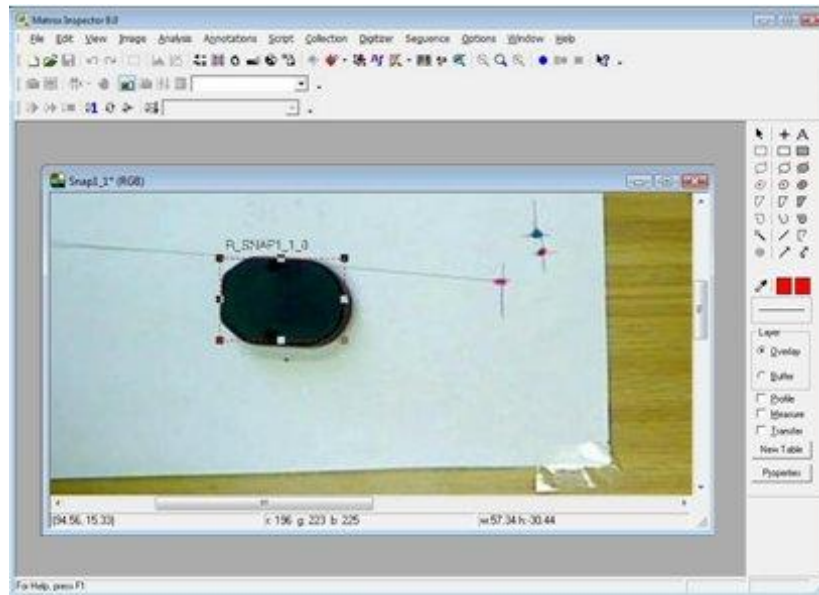 Matrox Inspector 8.0
File Edit View Image Analysis Annotations Script Collection Digitizer Sequence Options Window Help
Snap1_1* (RGB)
R_SNAP1_1_0
Layer
Overlay
Buffer
Profile
Measure
Transfer
New Table
Properties
(94.56, 15.33) r: 196 g: 223 b: 225 w:57.34 h:-30.44
For Help, press F1